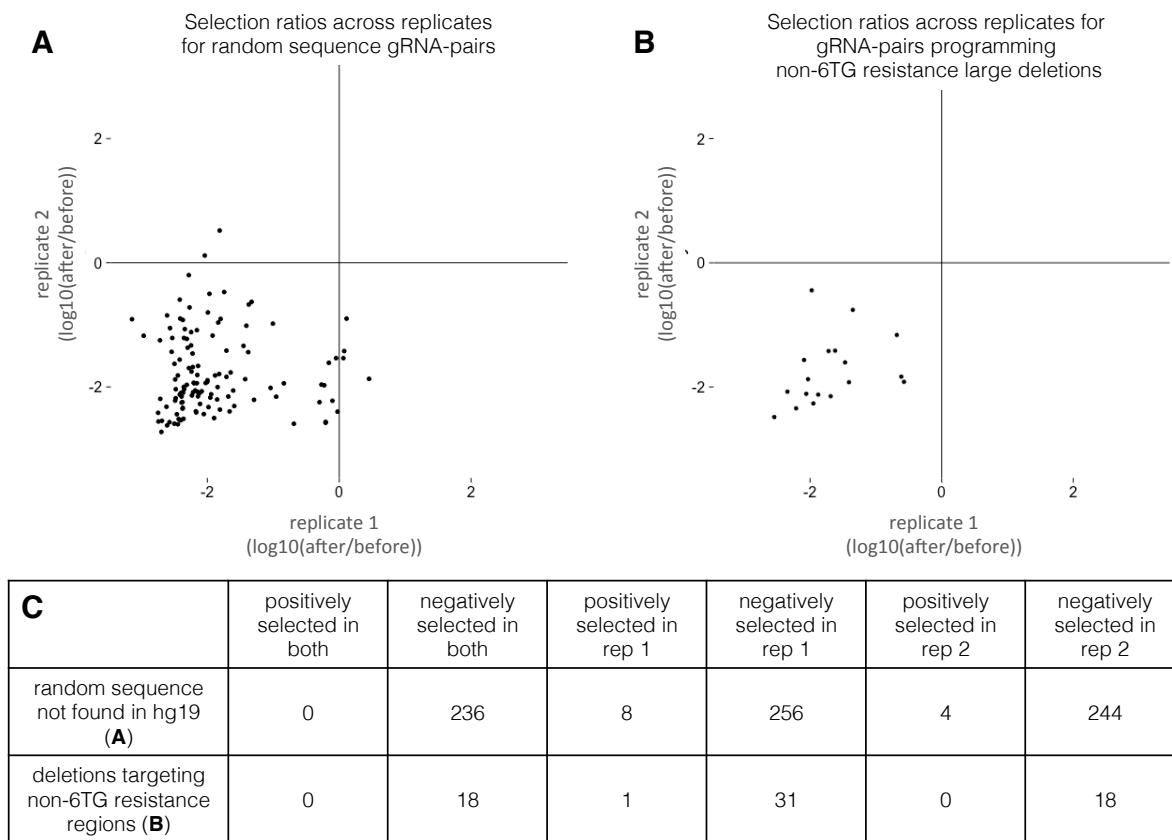 A
Selection ratios across replicates
for random sequence gRNA-pairs
2
0
-2
replicate 2
(log10(after/before))
-2
0
2
replicate 1
(log10(after/before))
B
Selection ratios across replicates for
gRNA-pairs programming
non-6TG resistance large deletions
2
0
-2
replicate 2
(log10(after/before))
-2
0
2
replicate 1
(log10(after/before))
C
positively
selected in
both
negatively
selected in
both
positively
selected in
rep 1
negatively
selected in
rep 1
positively
selected in
rep 2
negatively
selected in
rep 2
random sequence
not found in hg19
(A)
0
236
8
256
4
244
deletions targeting
non-6TG resistance
regions (B)
0
18
1
31
0
18